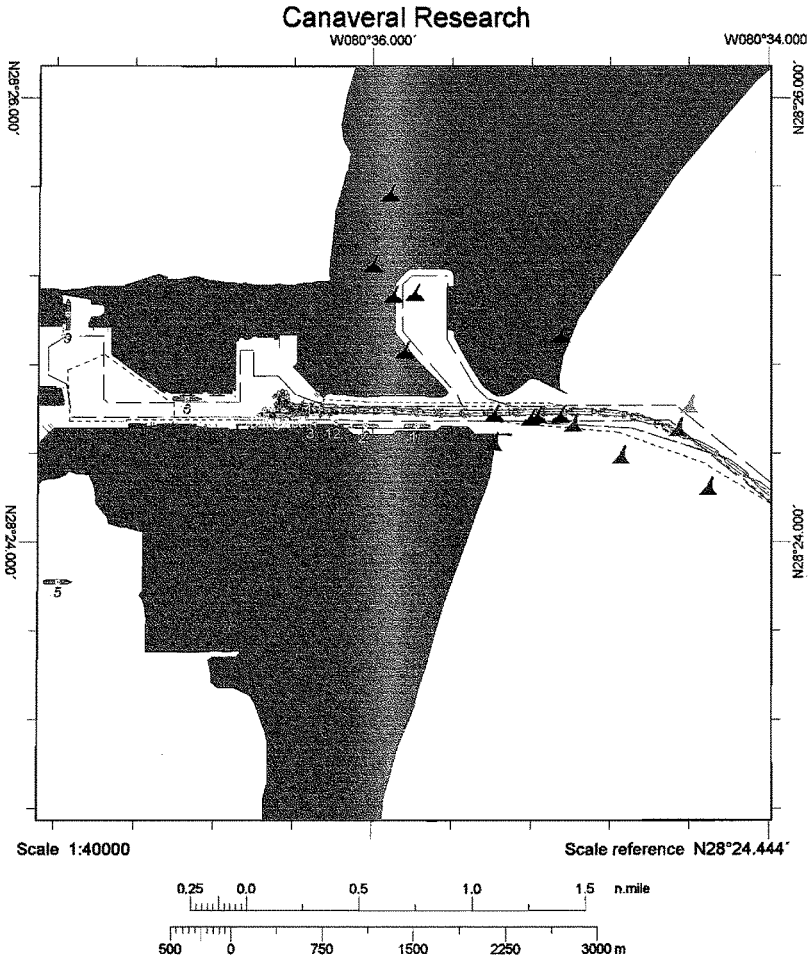 Canaveral Research
W080°36.000´ W080°34.000
N28°26.000´ N28°26.000´
9
6
3 12 2 1
N28°24.000´ N28°24.000´
5
Scale 1:40000 Scale reference N28°24.444´
0.25 0.0 0.5 1.0 1.5 n.mile
500 0 750 1500 2250 3000 m